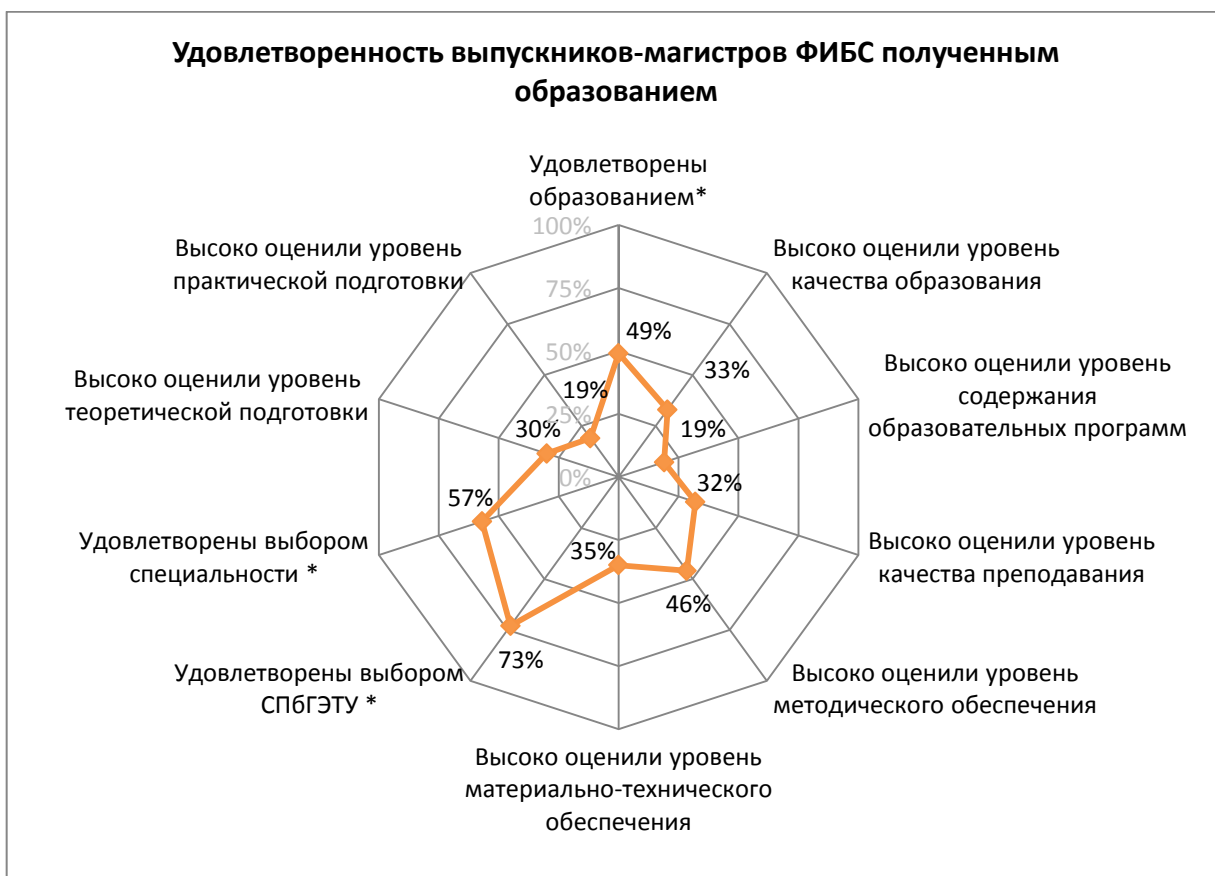 Удовлетворенность выпускников-магистров ФИБС полученным
образованием
Удовлетворены
образованием*
Высоко оценили уровень
качества образования
Высоко оценили уровень
содержания
образовательных программ
Высоко оценили уровень
качества преподавания
Высоко оценили уровень
методического обеспечения
Высоко оценили уровень
материально-технического
обеспечения
Удовлетворены выбором
СПбГЭТУ *
Удовлетворены выбором
специальности *
Высоко оценили уровень
теоретической подготовки
Высоко оценили уровень
практической подготовки
100%
75%
50%
25%
0%
49%
33%
19%
32%
46%
35%
73%
57%
30%
19%